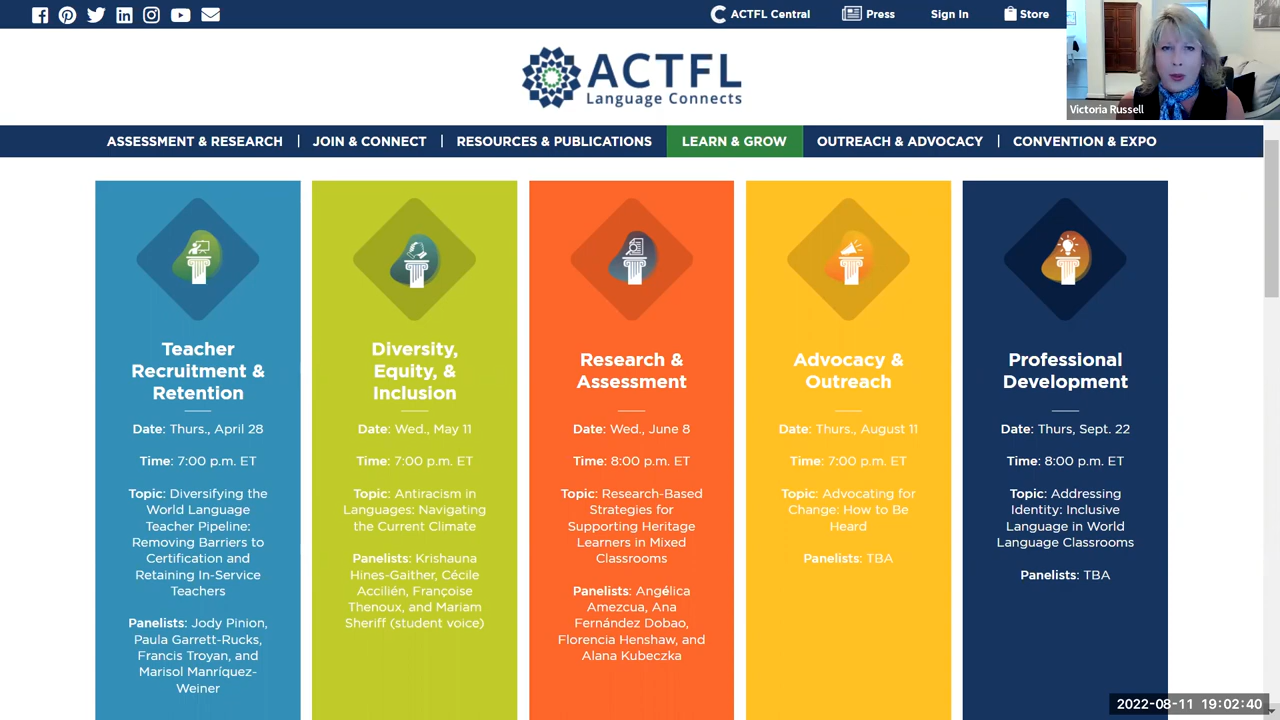 ACTFL Central
Press
Sign In
Store
Victoria Russell
ACTFL
Language Connects
ASSESSMENT & RESEARCH
JOIN & CONNECT
RESOURCES & PUBLICATIONS
LEARN & GROW
OUTREACH & ADVOCACY
CONVENTION & EXPO
Teacher
Recruitment &
Retention
Date: Thurs., April 28
Time: 7:00 p.m. ET
Topic: Diversifying the
World Language
Teacher Pipeline:
Removing Barriers to
Certification and
Retaining In-Service
Teachers
Panelists: Jody Pinion,
Paula Garrett-Rucks,
Francis Troyan, and
Marisol Manríquez-
Weiner
Diversity,
Equity, &
Inclusion
Date: Wed., May 11
Time: 7:00 p.m. ET
Topic: Antiracism in
Languages: Navigating
the Current Climate
Panelists: Krishauna
Hines-Gaither, Cécile
Accilién, Françoise
Thenoux, and Mariam
Sheriff (student voice)
Research &
Assessment
Date: Wed., June 8
Time: 8:00 p.m. ET
Topic: Research-Based
Strategies for
Supporting Heritage
Learners in Mixed
Classrooms
Panelists: Angélica
Amezcua, Ana
Fernández Dobao,
Florencia Henshaw, and
Alana Kubeczka
Advocacy &
Outreach
Date: Thurs., August 11
Time: 7:00 p.m. ET
Topic: Advocating for
Change: How to Be
Heard
Panelists: TBA
Professional
Development
Date: Thurs, Sept. 22
Time: 8:00 p.m. ET
Topic: Addressing
Identity: Inclusive
Language in World
Language Classrooms
Panelists: TBA
2022-08-11 19:02:40